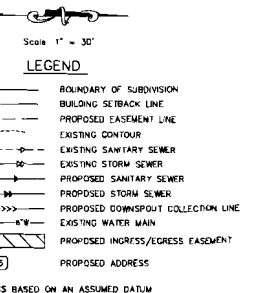 Scale 1" = 30'
LEGEND
BOUNDARY OF SUBDIVISION
BUILDING SETBACK LINE
PROPOSED EASEMENT LINE
EXISTING CONTOUR
EXISTING SANITARY SEWER
EXISTING STORM SEWER
PROPOSED SANITARY SEWER
PROPOSED STORM SEWER
PROPOSED DOWNSPOUT COLLECTION LINE
EXISTING WATER MAIN
PROPOSED INGRESS/EGRESS EASEMENT
PROPOSED ADDRESS
BASED ON AN ASSUMED DATUM